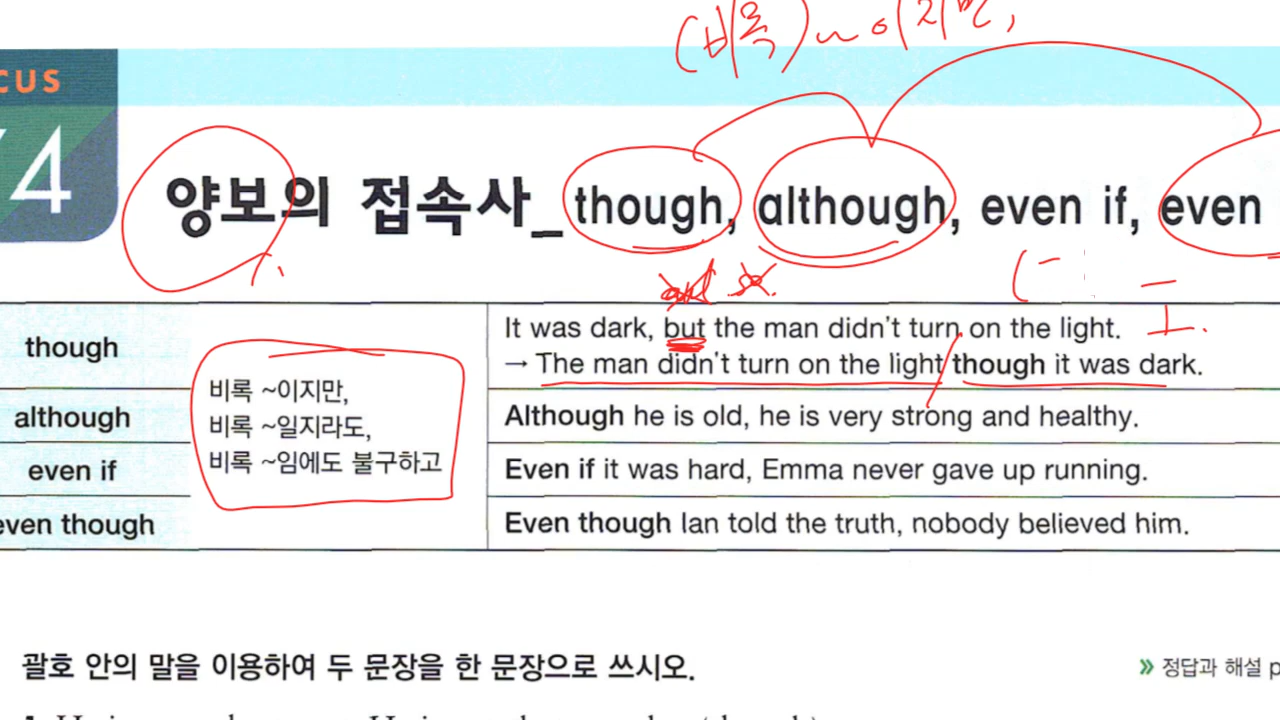 (비록) ~이지만,
CUS
74
양보의 접속사_though, although, even if, even
though
비록 ~이지만,
비록 ~일지라도,
비록 ~임에도 불구하고
It was dark, but the man didn't turn on the light.
→ The man didn't turn on the light though it was dark.
although
Although he is old, he is very strong and healthy.
even if
Even if it was hard, Emma never gave up running.
even though
Even though Ian told the truth, nobody believed him.
괄호 안의 말을 이용하여 두 문장을 한 문장으로 쓰시오.
» 정답과 해설 p